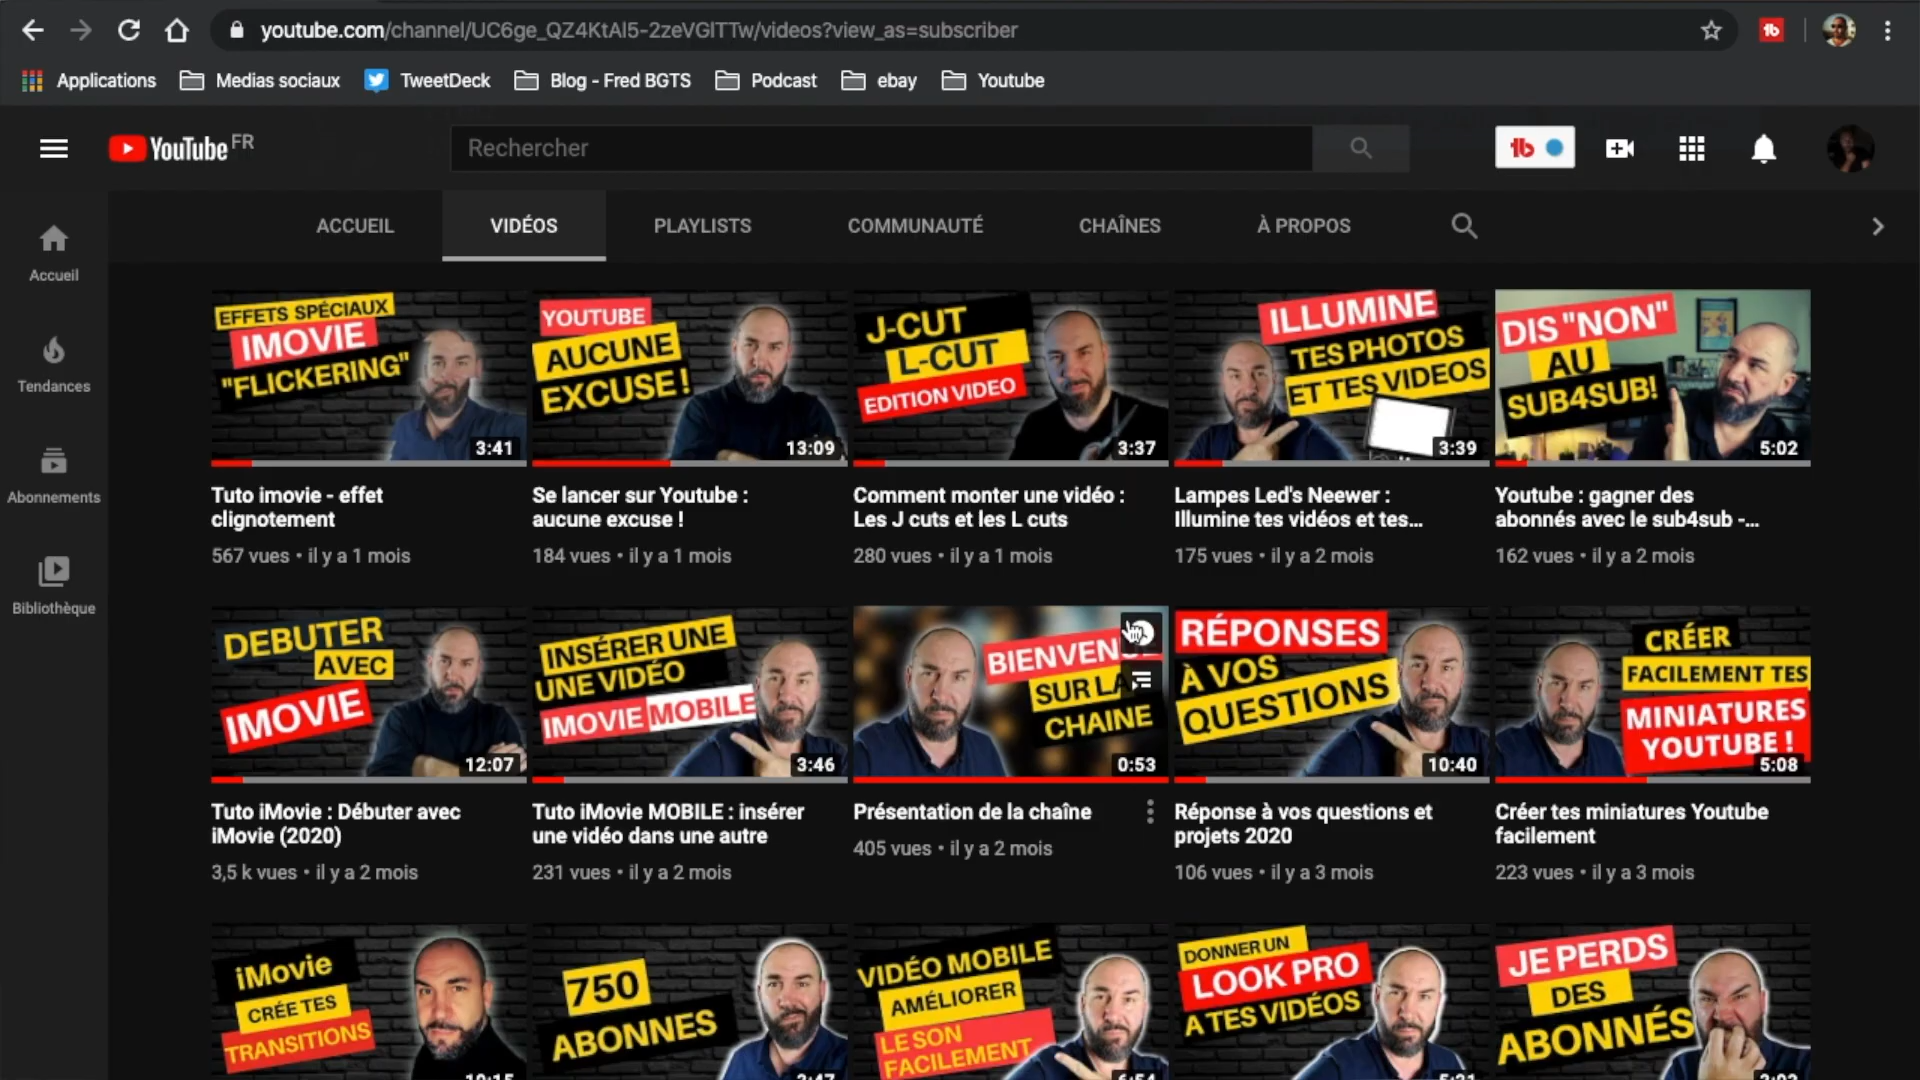 youtube.com/channel/UC6ge_QZ4KtAl5-2zeVGlTTw/videos?view_as=subscriber
Applications
Medias sociaux
TweetDeck
Blog - Fred BGTS
Podcast
ebay
Youtube
YouTube FR
Rechercher
ACCUEIL
VIDÉOS
PLAYLISTS
COMMUNAUTÉ
CHAÎNES
À PROPOS
Accueil
Tendances
Abonnements
Bibliothèque
EFFETS SPÉCIAUX
IMOVIE
"FLICKERING"
3:41
Tuto imovie - effet
clignotement
567 vues • il y a 1 mois
YOUTUBE
AUCUNE
EXCUSE !
13:09
Se lancer sur Youtube :
aucune excuse !
184 vues • il y a 1 mois
J-CUT
L-CUT
EDITION VIDEO
3:37
Comment monter une vidéo :
Les J cuts et les L cuts
280 vues • il y a 1 mois
ILLUMINE
TES PHOTOS
ET TES VIDEOS
3:39
Lampes Led's Neewer :
Illumine tes vidéos et tes...
175 vues • il y a 2 mois
DIS "NON"
AU
SUB4SUB!
5:02
Youtube : gagner des
abonnés avec le sub4sub -...
162 vues • il y a 2 mois
DEBUTER
AVEC
IMOVIE
12:07
Tuto iMovie : Débuter avec
iMovie (2020)
3,5 k vues • il y a 2 mois
INSÉRER UNE
UNE VIDÉO
IMOVIE MOBILE
3:46
Tuto iMovie MOBILE : insérer
une vidéo dans une autre
231 vues • il y a 2 mois
BIENVEN
SUR LA
CHAINE
0:53
Présentation de la chaîne
405 vues • il y a 2 mois
RÉPONSES
À VOS
QUESTIONS
10:40
Réponse à vos questions et
projets 2020
106 vues • il y a 3 mois
CRÉER
FACILEMENT TES
MINIATURES
YOUTUBE !
5:08
Créer tes miniatures Youtube
facilement
223 vues • il y a 3 mois
iMovie
CRÉE TES
TRANSITIONS
750
ABONNES
VIDÉO MOBILE
AMÉLIORER
LE SON
FACILEMENT
DONNER UN
LOOK PRO
A TES VIDÉOS
JE PERDS
DES
ABONNÉS